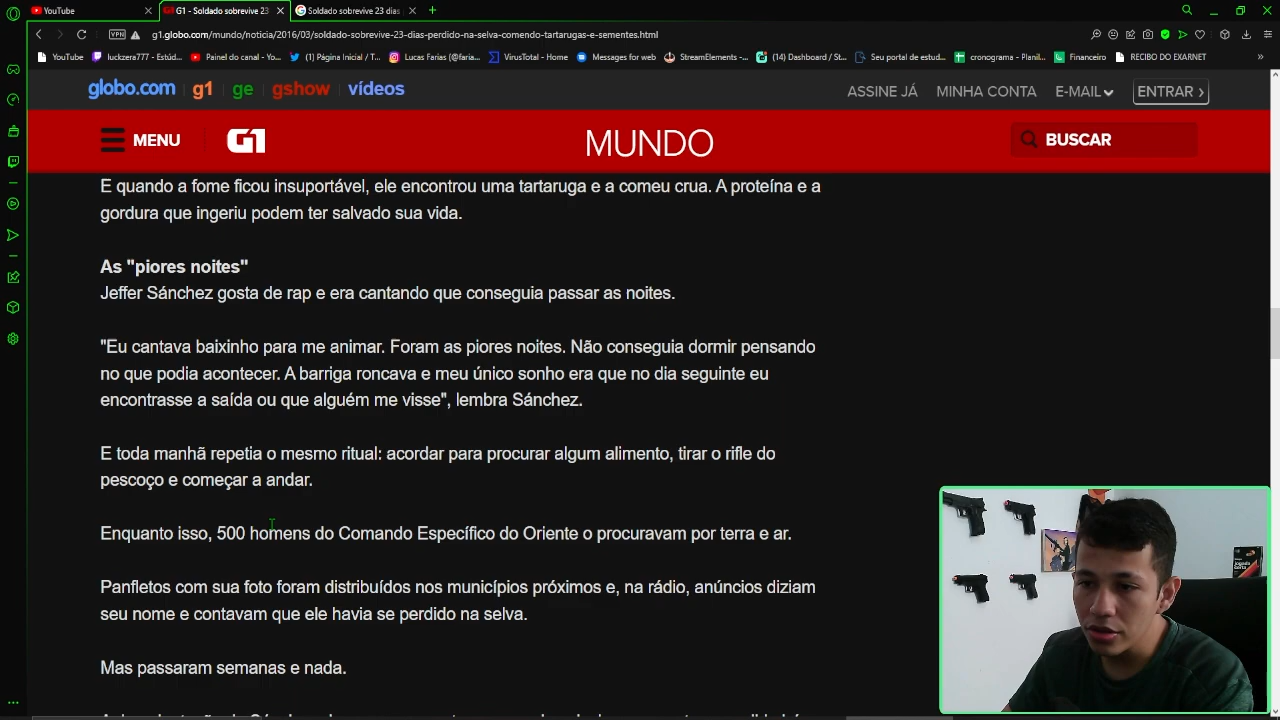 YouTube
G1 - Soldado sobrevive 23
Soldado sobrevive 23 dias
VPN
g1.globo.com/mundo/noticia/2016/03/soldado-sobrevive-23-dias-perdido-na-selva-comendo-tartarugas-e-sementes.html
YouTube
luckzera777 - Estúd...
Painel do canal - Yo...
(1) Página Inicial / T...
Lucas Farias (@faria...
VirusTotal - Home
Messages for web
StreamElements -...
(14) Dashboard / St...
Seu portal de estud...
cronograma - Planil...
Financeiro
RECIBO DO EXARNET
globo.com g1 ge gshow vídeos
ASSINE JÁ MINHA CONTA E-MAIL ENTRAR
MENU G1 MUNDO BUSCAR
E quando a fome ficou insuportável, ele encontrou uma tartaruga e a comeu crua. A proteína e a
gordura que ingeriu podem ter salvado sua vida.
As "piores noites"
Jeffer Sánchez gosta de rap e era cantando que conseguia passar as noites.
"Eu cantava baixinho para me animar. Foram as piores noites. Não conseguia dormir pensando
no que podia acontecer. A barriga roncava e meu único sonho era que no dia seguinte eu
encontrasse a saída ou que alguém me visse", lembra Sánchez.
E toda manhã repetia o mesmo ritual: acordar para procurar algum alimento, tirar o rifle do
pescoço e começar a andar.
Enquanto isso, 500 homens do Comando Específico do Oriente o procuravam por terra e ar.
Panfletos com sua foto foram distribuídos nos municípios próximos e, na rádio, anúncios diziam
seu nome e contavam que ele havia se perdido na selva.
Mas passaram semanas e nada.